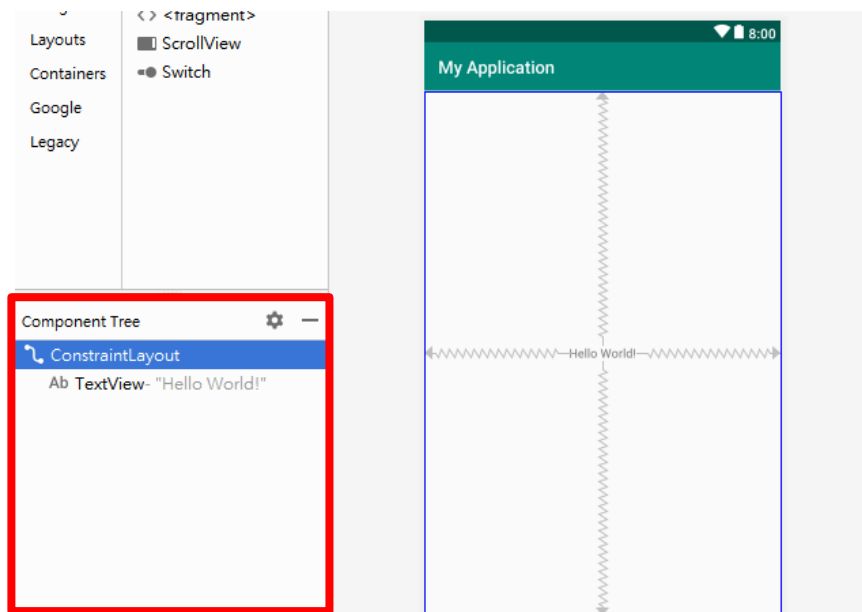 <fragment>
Layouts
ScrollView
Containers
Switch
Google
Legacy
Component Tree
ConstraintLayout
Ab TextView- "Hello World!"
8:00
My Application
Hello World!